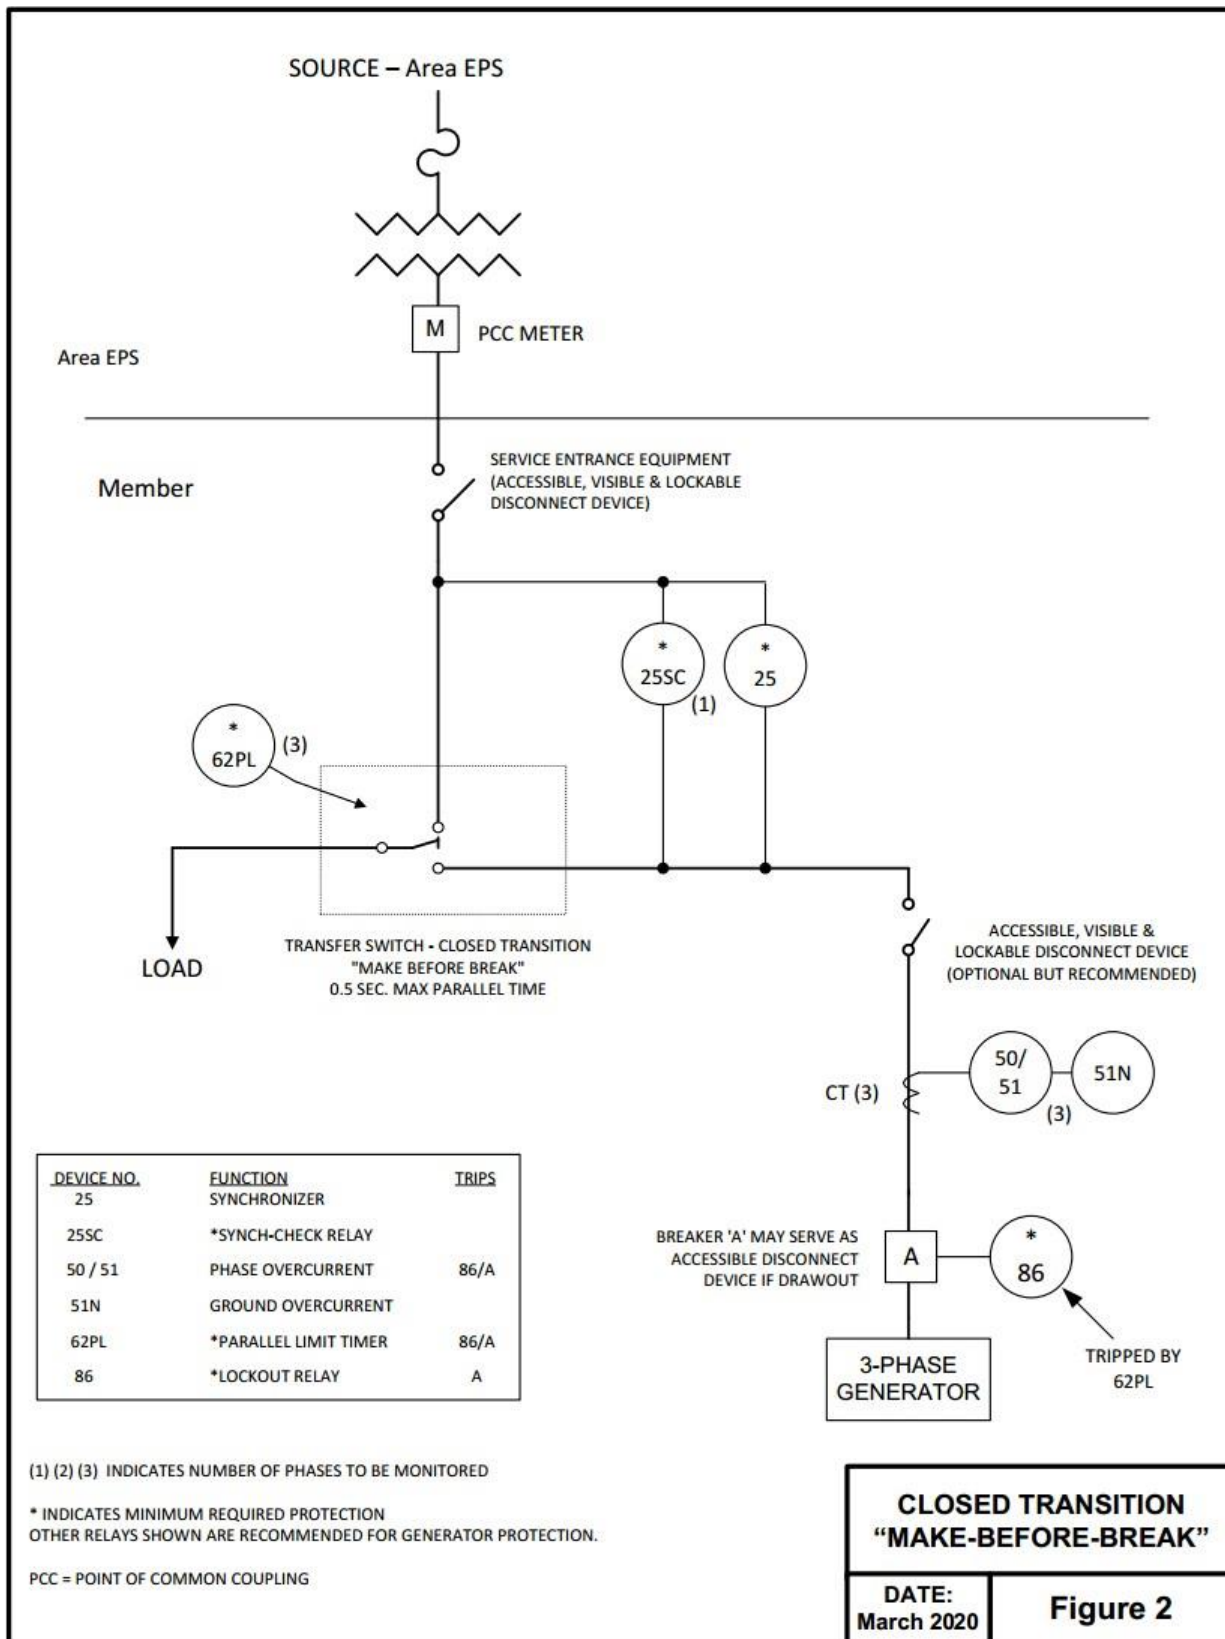 SOURCE – Area EPS
M
PCC METER
Area EPS
Member
SERVICE ENTRANCE EQUIPMENT
(ACCESSIBLE, VISIBLE & LOCKABLE
DISCONNECT DEVICE)
*
25SC
(1)
*
25
*
62PL
(3)
LOAD
TRANSFER SWITCH - CLOSED TRANSITION
"MAKE BEFORE BREAK"
0.5 SEC. MAX PARALLEL TIME
ACCESSIBLE, VISIBLE &
LOCKABLE DISCONNECT DEVICE
(OPTIONAL BUT RECOMMENDED)
CT (3)
50/
51
(3)
51N
DEVICE NO. FUNCTION TRIPS
25 SYNCHRONIZER
25SC *SYNCH-CHECK RELAY
50 / 51 PHASE OVERCURRENT 86/A
51N GROUND OVERCURRENT
62PL *PARALLEL LIMIT TIMER 86/A
86 *LOCKOUT RELAY A
BREAKER 'A' MAY SERVE AS
ACCESSIBLE DISCONNECT
DEVICE IF DRAWOUT
A
*
86
TRIPPED BY
62PL
3-PHASE
GENERATOR
(1) (2) (3) INDICATES NUMBER OF PHASES TO BE MONITORED
* INDICATES MINIMUM REQUIRED PROTECTION
OTHER RELAYS SHOWN ARE RECOMMENDED FOR GENERATOR PROTECTION.
PCC = POINT OF COMMON COUPLING
CLOSED TRANSITION
“MAKE-BEFORE-BREAK”
DATE:
March 2020
Figure 2